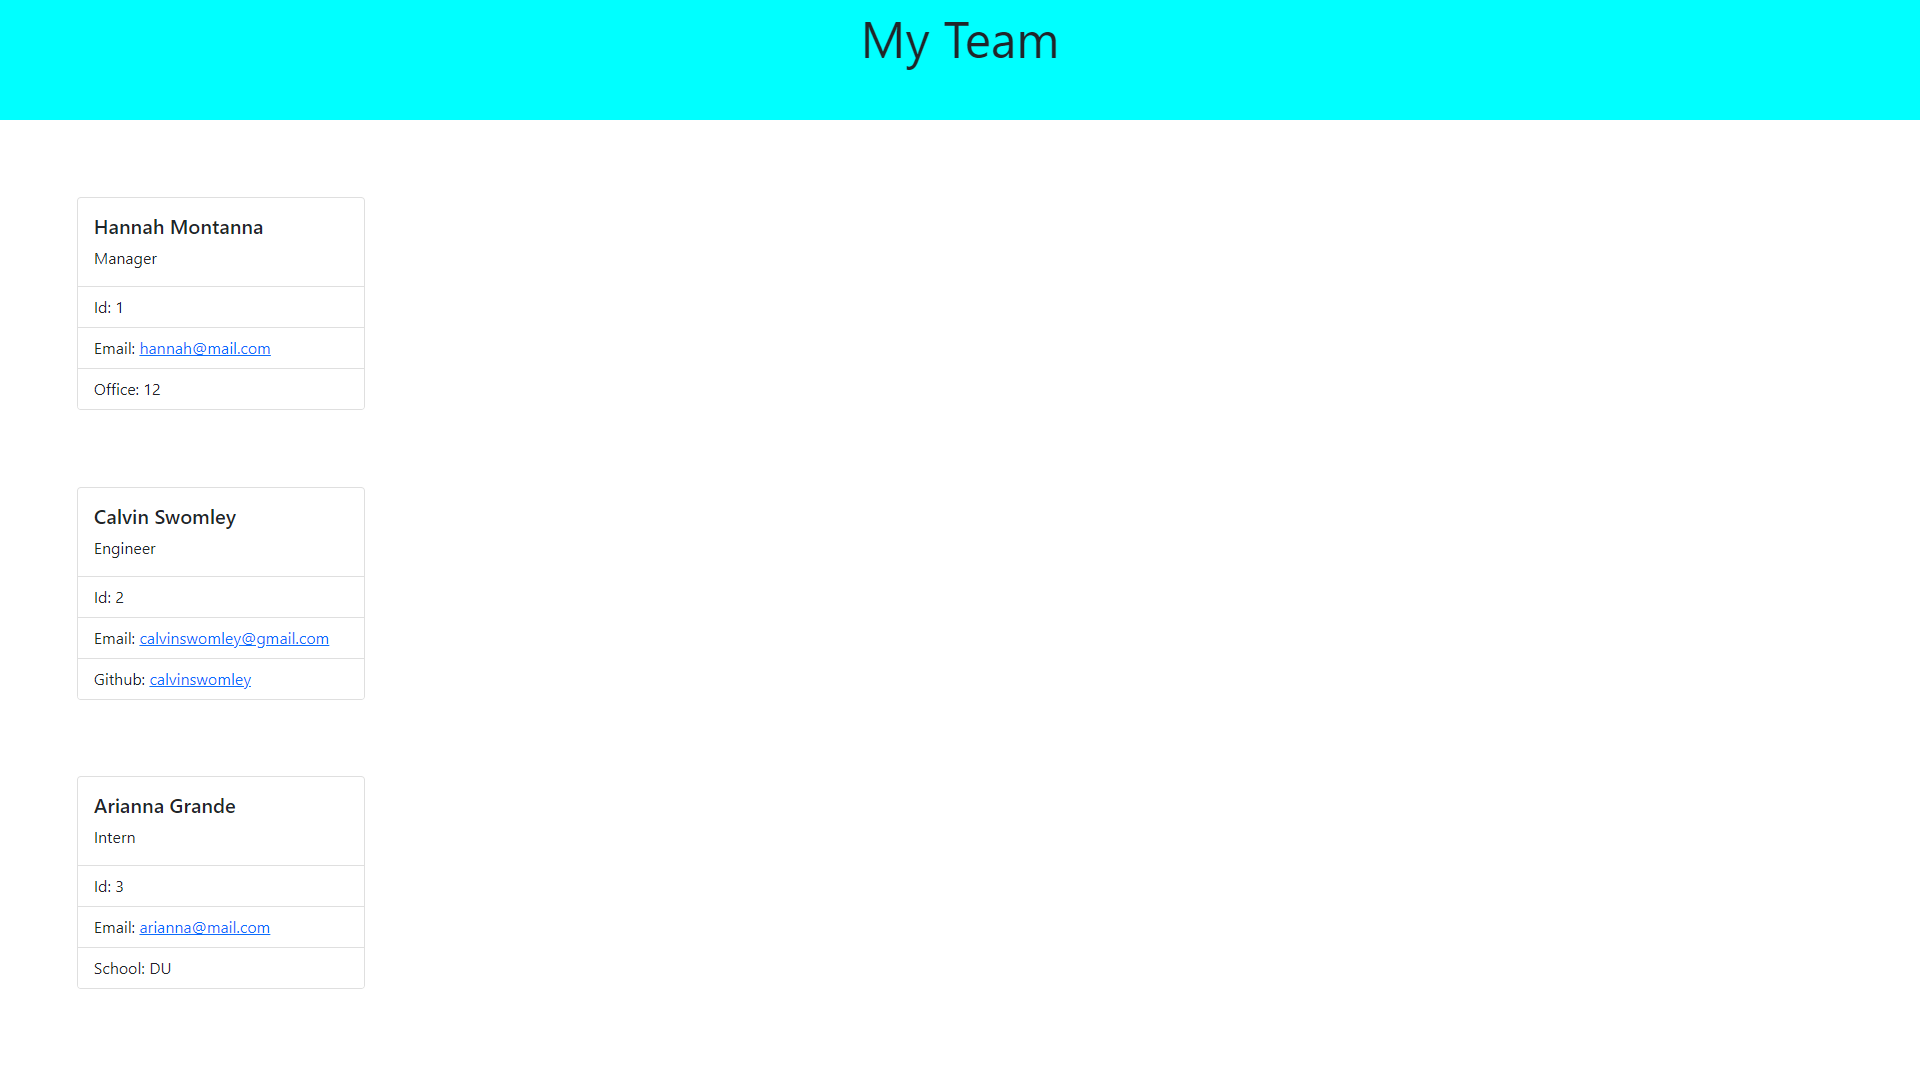 My Team
Hannah Montanna
Manager
Id: 1
Email: hannah@mail.com
Office: 12
Calvin Swomley
Engineer
Id: 2
Email: calvinswomley@gmail.com
Github: calvinswomley
Arianna Grande
Intern
Id: 3
Email: arianna@mail.com
School: DU